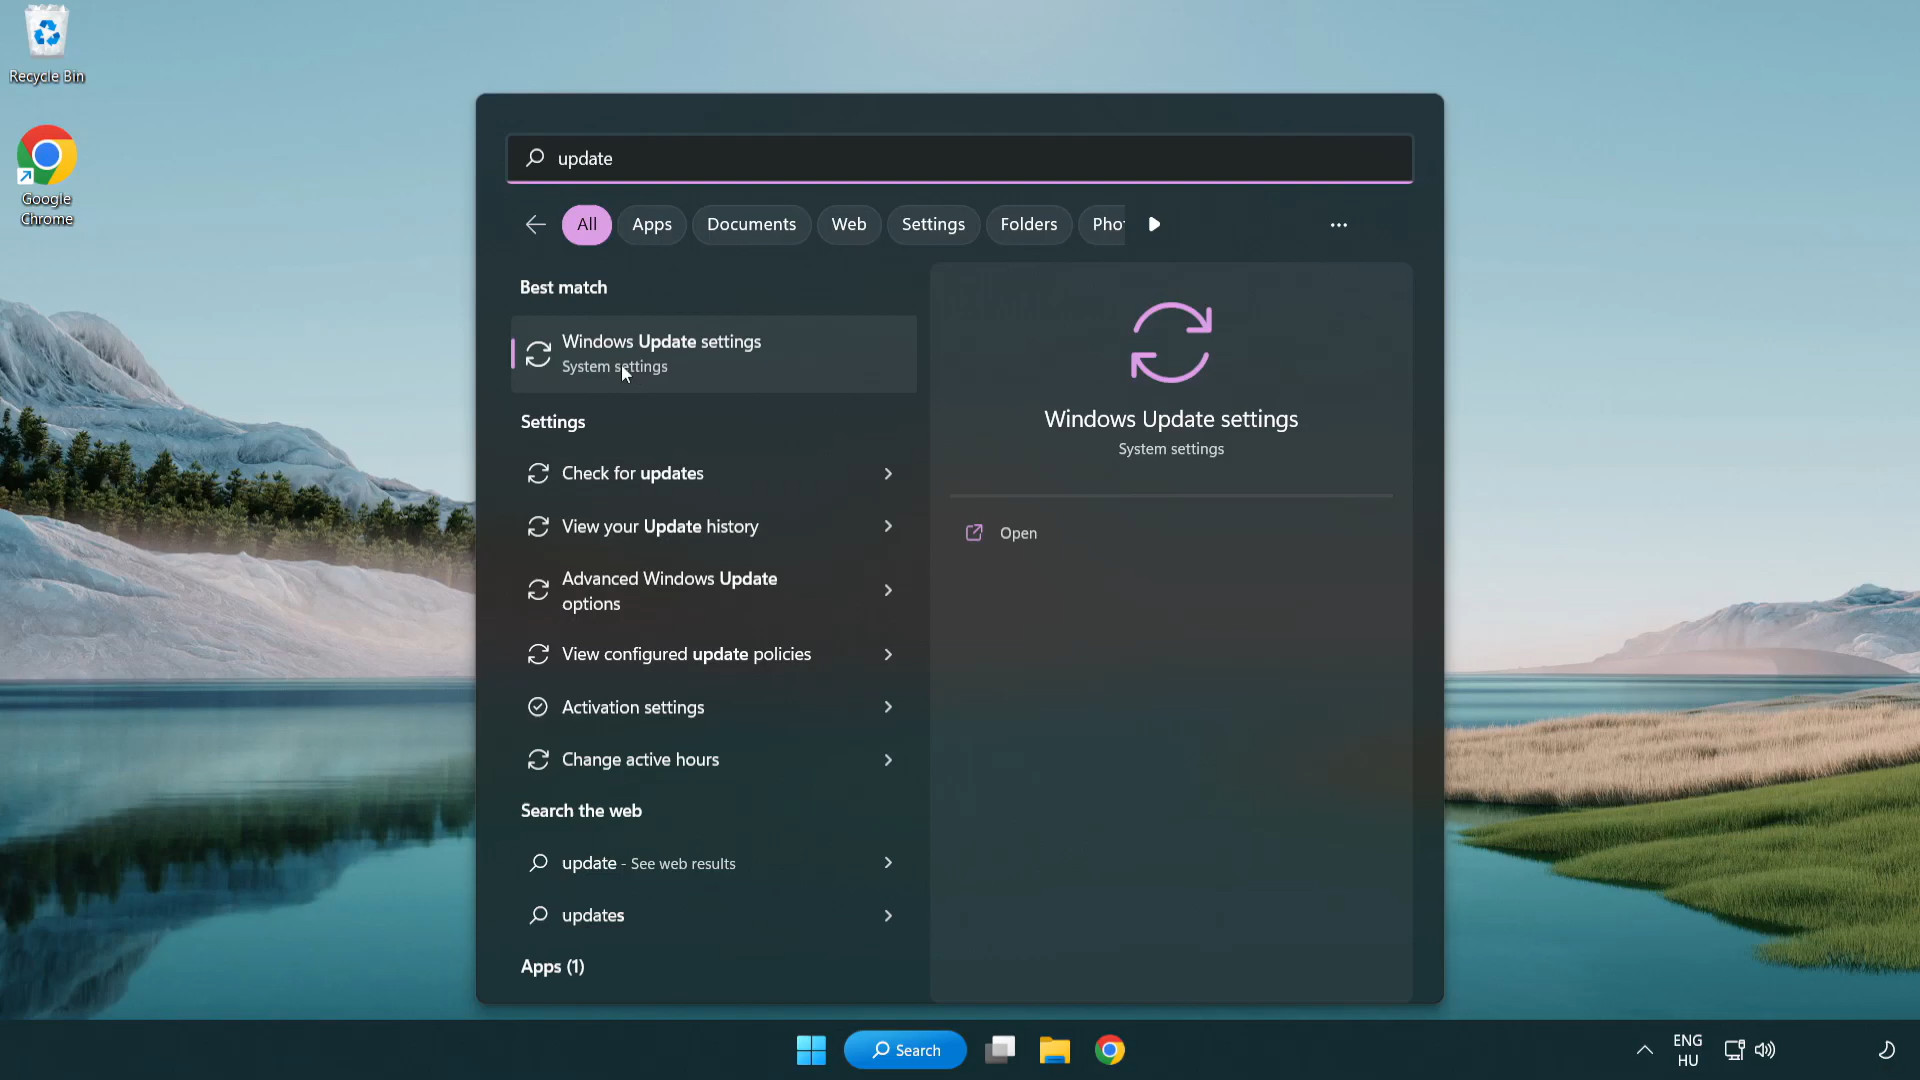 Recycle Bin
Google
Chrome
update
All
Apps
Documents
Web
Settings
Folders
Pho
Best match
Windows Update settings
System settings
Settings
Check for updates
View your Update history
Advanced Windows Update
options
View configured update policies
Activation settings
Change active hours
Search the web
update - See web results
updates
Apps (1)
Windows Update settings
System settings
Open
Search
ENG
HU